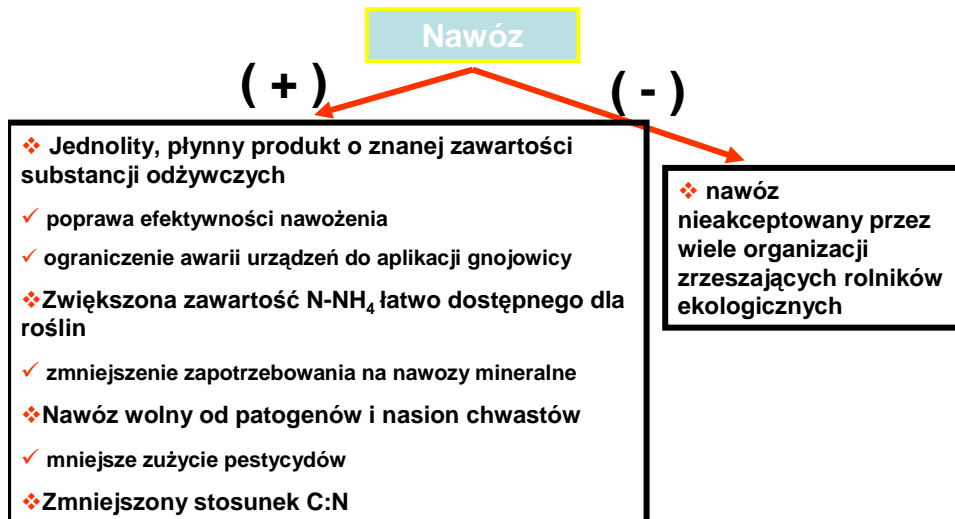 Nawóz
( + )
( - )
❖ Jednolity, płynny produkt o znanej zawartości
substancji odżywczych
✓ poprawa efektywności nawożenia
✓ ograniczenie awarii urządzeń do aplikacji gnojowicy
❖Zwiększona zawartość N-NH₄ łatwo dostępnego dla
roślin
✓ zmniejszenie zapotrzebowania na nawozy mineralne
❖Nawóz wolny od patogenów i nasion chwastów
✓ mniejsze zużycie pestycydów
❖Zmniejszony stosunek C:N
❖ nawóz
nieakceptowany przez
wiele organizacji
zrzeszających rolników
ekologicznych